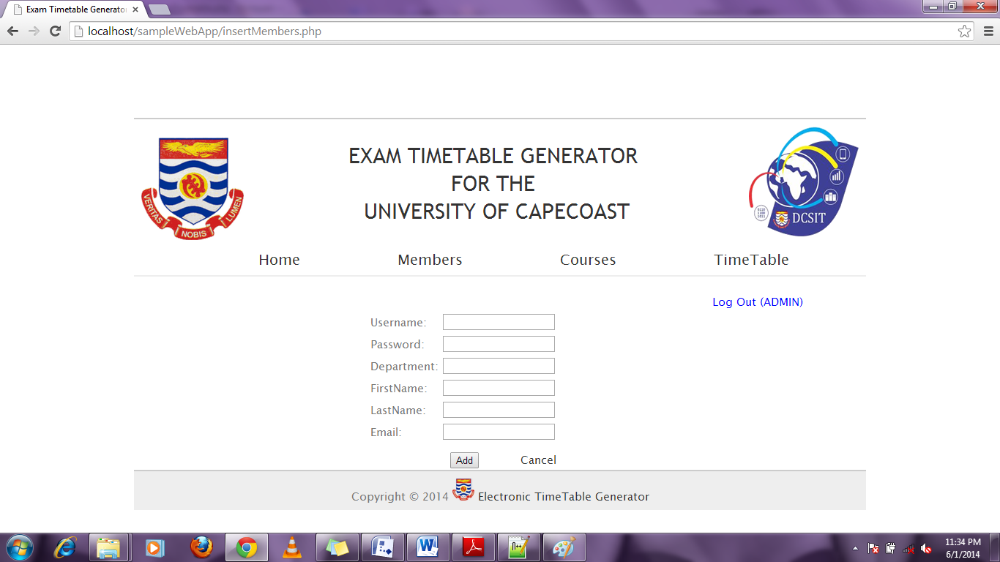 Exam Timetable Generato
localhost/sampleWebApp/insertMembers.php
EXAM TIMETABLE GENERATOR
FOR THE
UNIVERSITY OF CAPECOAST
VERITAS NOBIS LUMEN
0110
1100
1011
DCSIT
Home Members Courses TimeTable
Log Out (ADMIN)
Username:
Password:
Department:
FirstName:
LastName:
Email:
Add Cancel
Copyright © 2014 Electronic TimeTable Generator
11:34 PM
6/1/2014